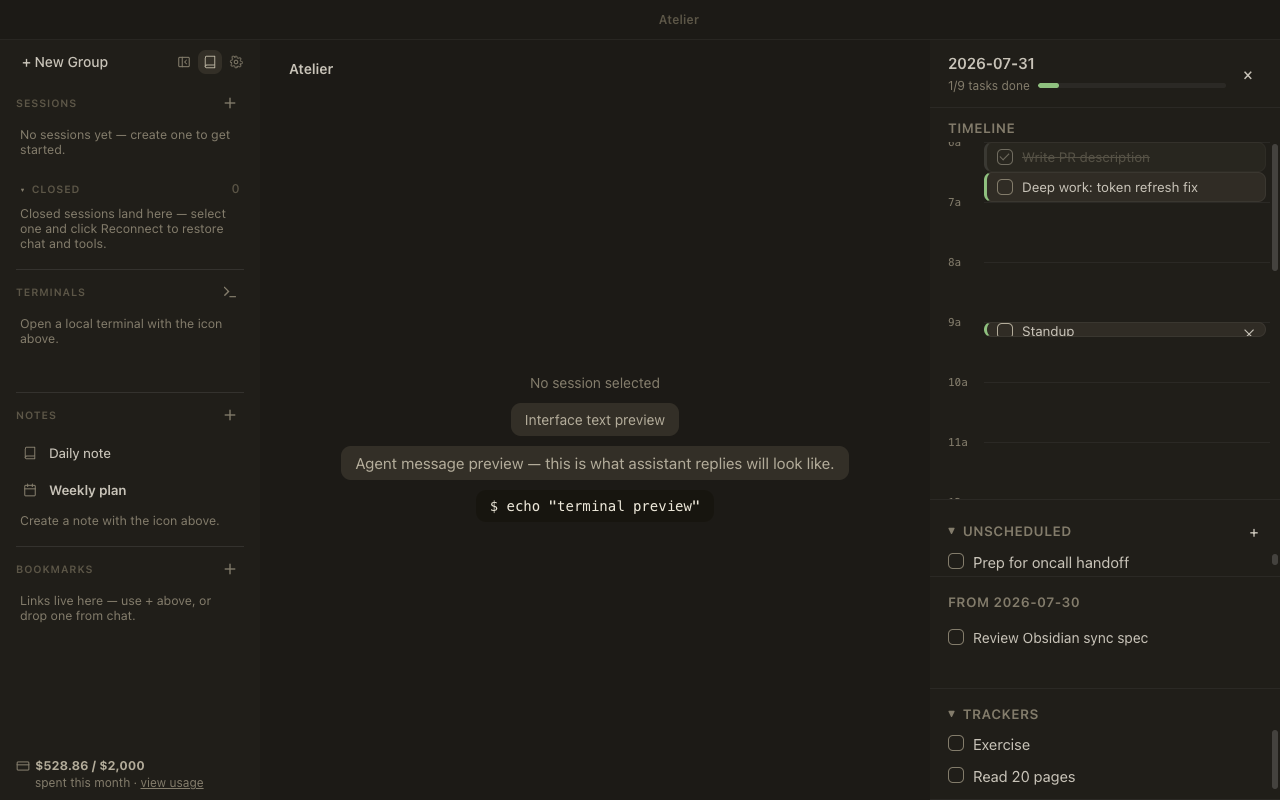 Atelier
+ New Group
SESSIONS
No sessions yet — create one to get
started.
CLOSED 0
Closed sessions land here — select
one and click Reconnect to restore
chat and tools.
TERMINALS
Open a local terminal with the icon
above.
NOTES
Daily note
Weekly plan
Create a note with the icon above.
BOOKMARKS
Links live here — use + above, or
drop one from chat.
$528.86 / $2,000
spent this month · view usage
Atelier
No session selected
Interface text preview
Agent message preview — this is what assistant replies will look like.
$ echo "terminal preview"
2026-07-31
1/9 tasks done
TIMELINE
6a
Write PR description
Deep work: token refresh fix
7a
8a
9a
Standup
10a
11a
UNSCHEDULED
Prep for oncall handoff
FROM 2026-07-30
Review Obsidian sync spec
TRACKERS
Exercise
Read 20 pages